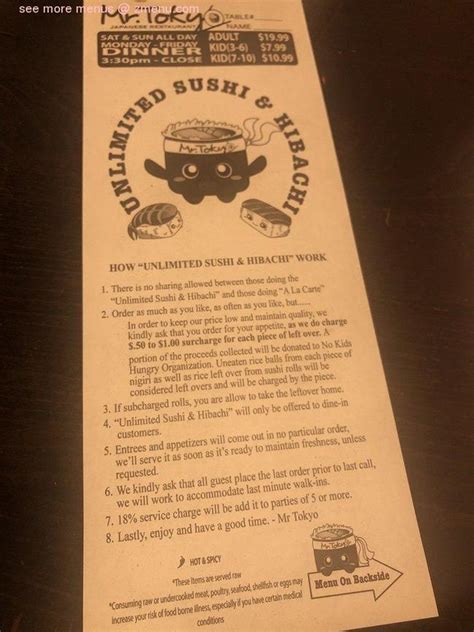 see more menus @ zmenu.com
Mr. Tokyo TABLE#
JAPANESE RESTAURANT NAME
SAT & SUN ALL DAY ADULT $19.99
MONDAY - FRIDAY KID(3-6) $7.99
DINNER KID(7-10) $10.99
3:30pm - CLOSE
UNLIMITED SUSHI & HIBACHI
Mr. Tokyo
HOW “UNLIMITED SUSHI & HIBACHI” WORK
1. There is no sharing allowed between those doing the
“Unlimited Sushi & Hibachi” and those doing “A La Carte”
2. Order as much as you like, as often as you like, but......
In order to keep our price low and maintain quality, we
kindly ask that you order for your appetite, as we do charge
$.50 to $1.00 surcharge for each piece of left over. A
portion of the proceeds collected will be donated to No Kids
Hungry Organization. Uneaten rice balls from each piece of
nigiri as well as rice left over from sushi rolls will be
considered left overs and will be charged by the piece.
3. If subcharged rolls, you are allow to take the leftover home.
4. “Unlimited Sushi & Hibachi” will only be offered to dine-in
customers.
5. Entrees and appetizers will come out in no particular order,
we’ll serve it as soon as it’s ready to maintain freshness, unless
requested.
6. We kindly ask that all guest place the last order prior to last call,
we will work to accommodate last minute walk-ins.
7. 18% service charge will be add it to parties of 5 or more.
8. Lastly, enjoy and have a good time. - Mr Tokyo
HOT & SPICY
*These items are served raw
*Consuming raw or undercooked meat, poultry, seafood, shellfish or eggs may
increase your risk of food borne illness, especially if you have certain medical
conditions
Mr. Tokyo
Menu On Backside